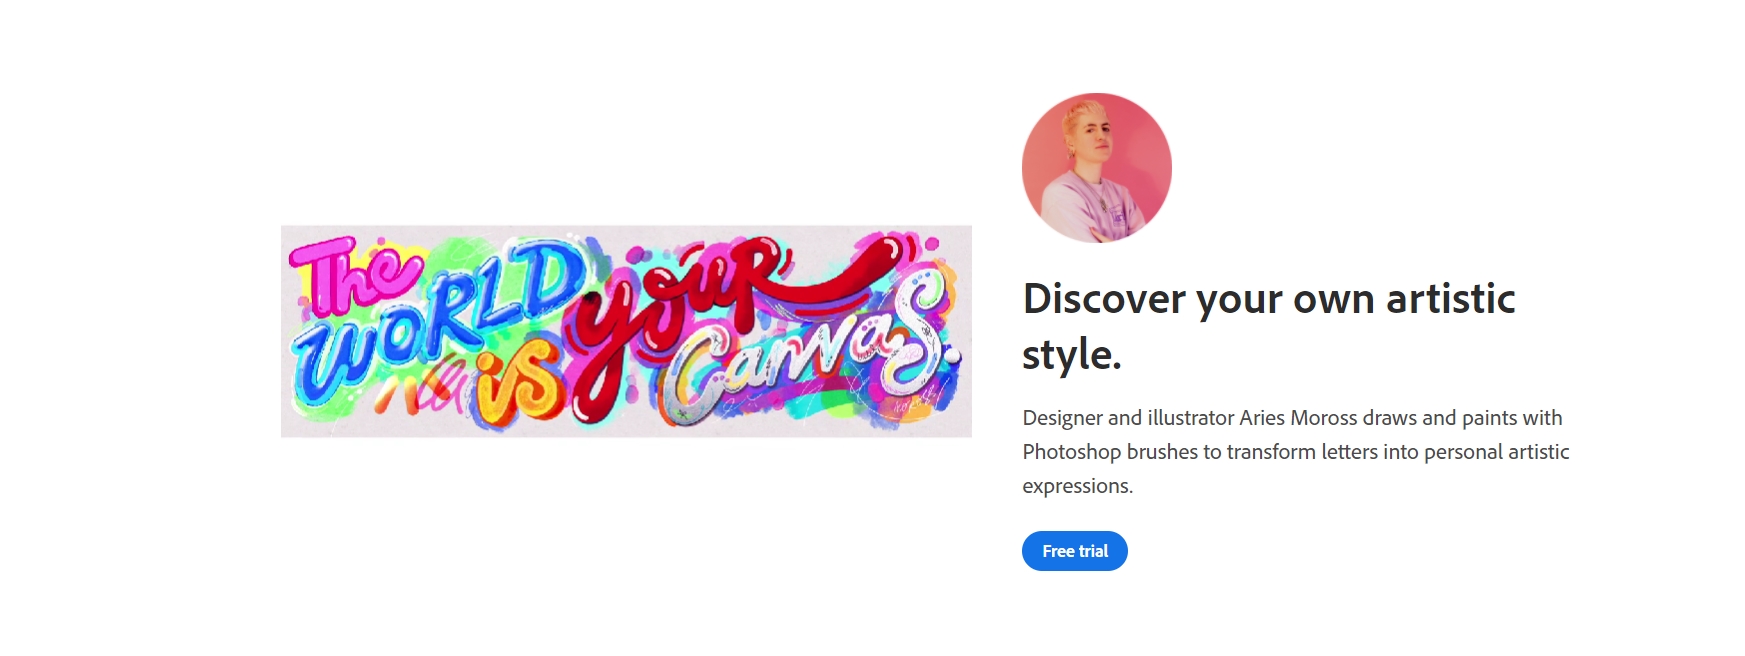 The
WORLD
is
your
Canvas.
Discover your own artistic
style.
Designer and illustrator Aries Moross draws and paints with
Photoshop brushes to transform letters into personal artistic
expressions.
Free trial